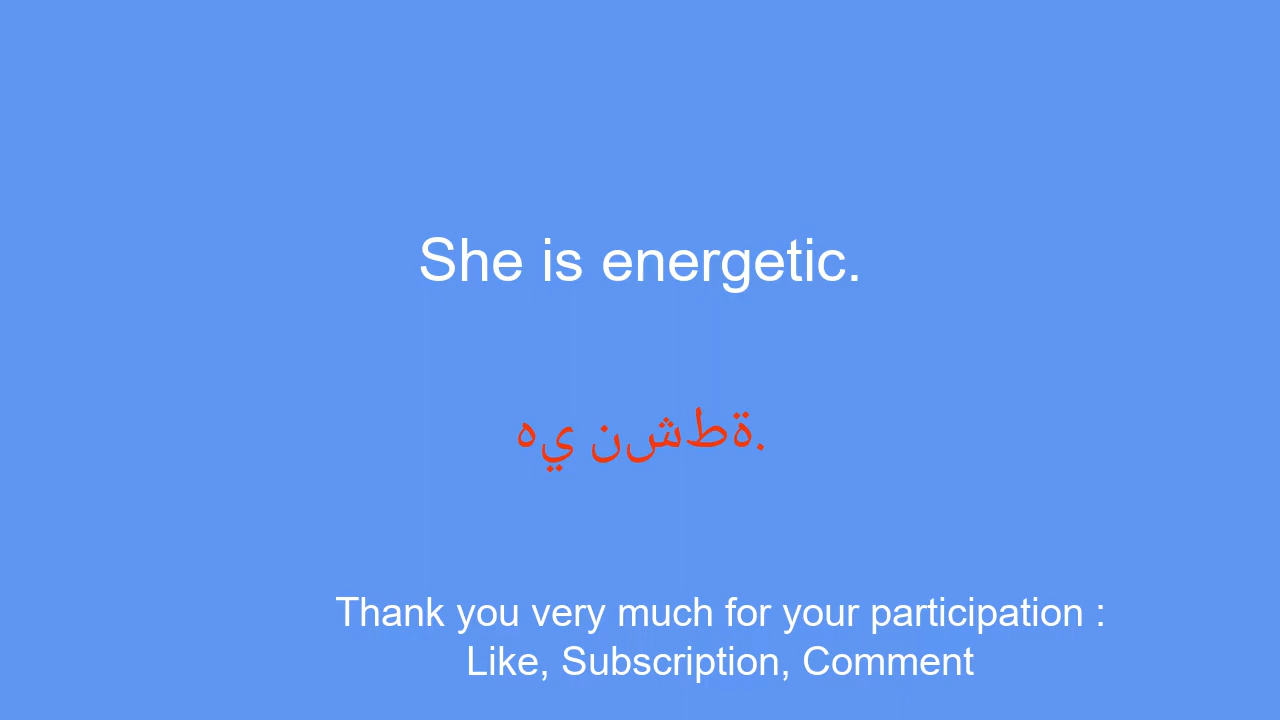 She is energetic.
هي نشطة.
Thank you very much for your participation :
Like, Subscription, Comment